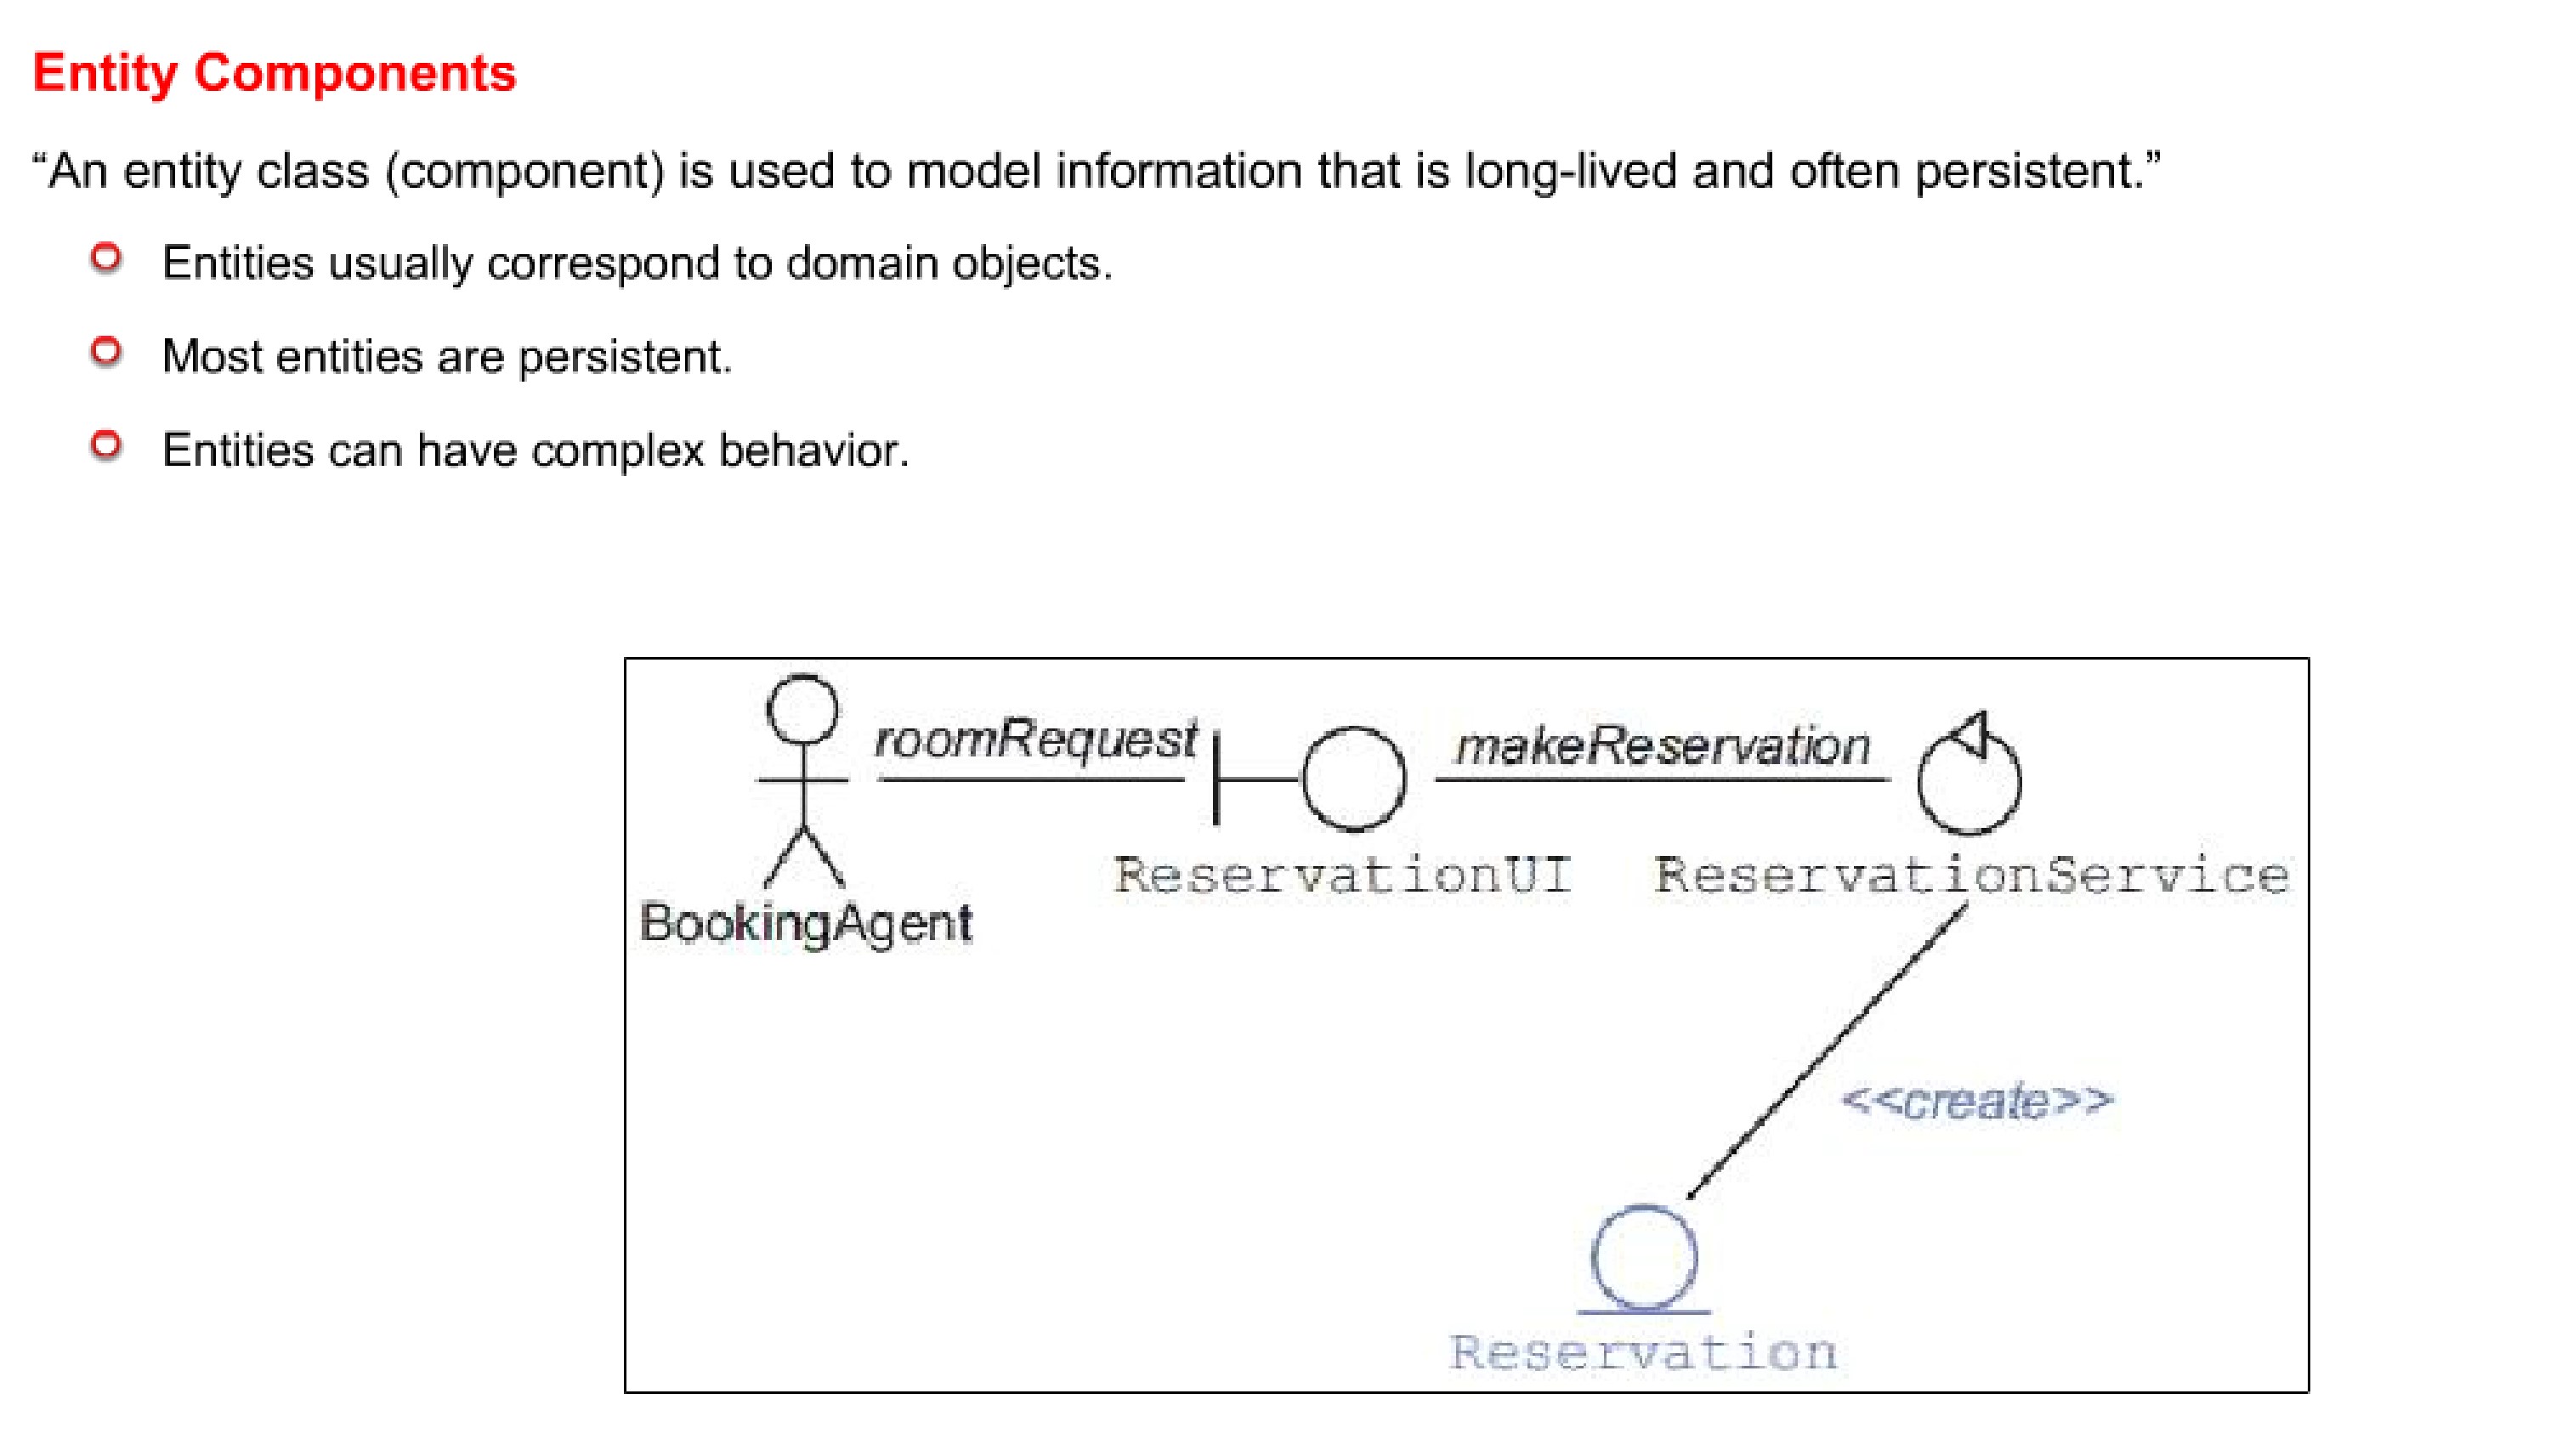 Entity Components
“An entity class (component) is used to model information that is long-lived and often persistent.”
Entities usually correspond to domain objects.
Most entities are persistent.
Entities can have complex behavior.
roomRequest
makeReservation
ReservationUI
ReservationService
BookingAgent
<<create>>
Reservation